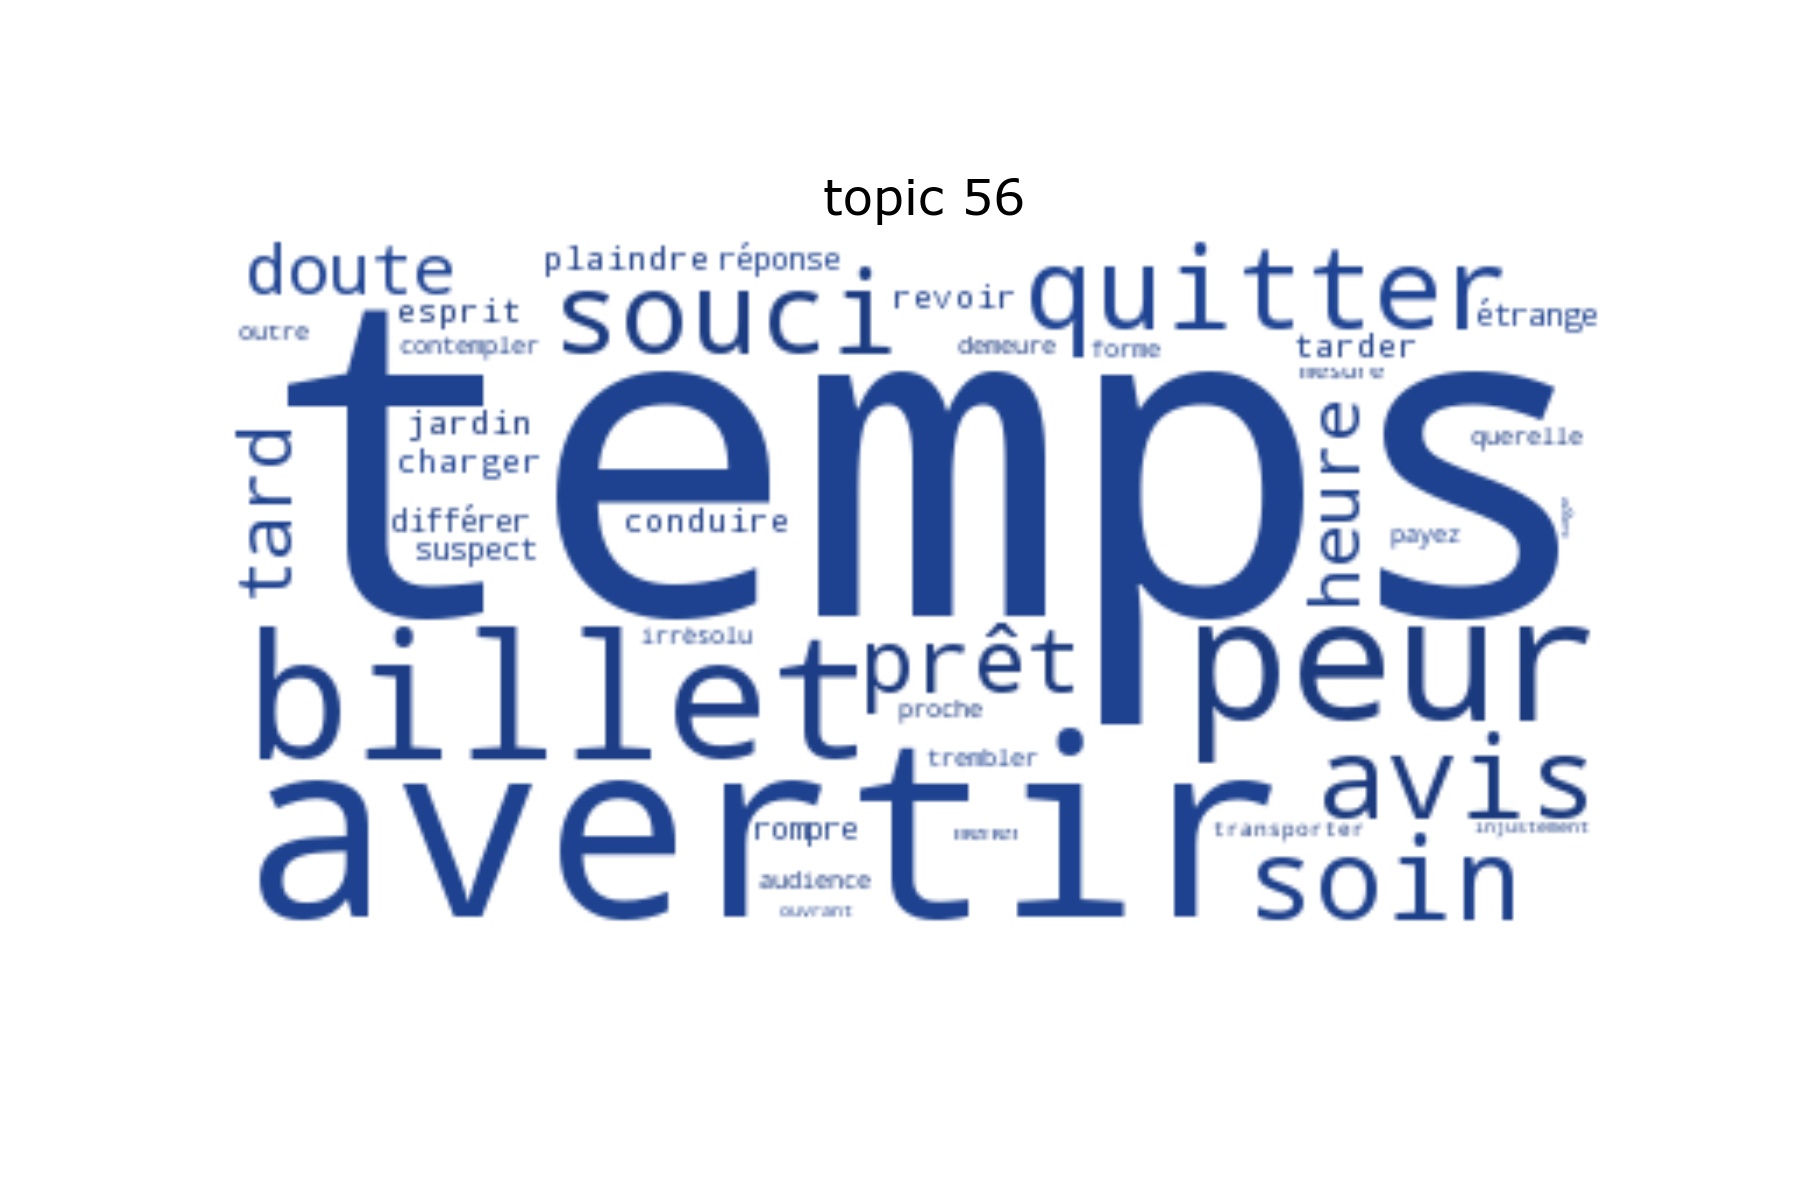 topic 56
doute
plaindre
réponse
quitter
souci
revoir
esprit
étrange
outre
contempler
demeure
forme
tarder
mesure
temps
jardin
charger
tard
heure
querelle
différer
conduire
suspect
payez
billet
irrésolu
prêt
peur
proche
avertir
trembler
avis
rompre
transporter
injustement
audience
soin
ouvrant